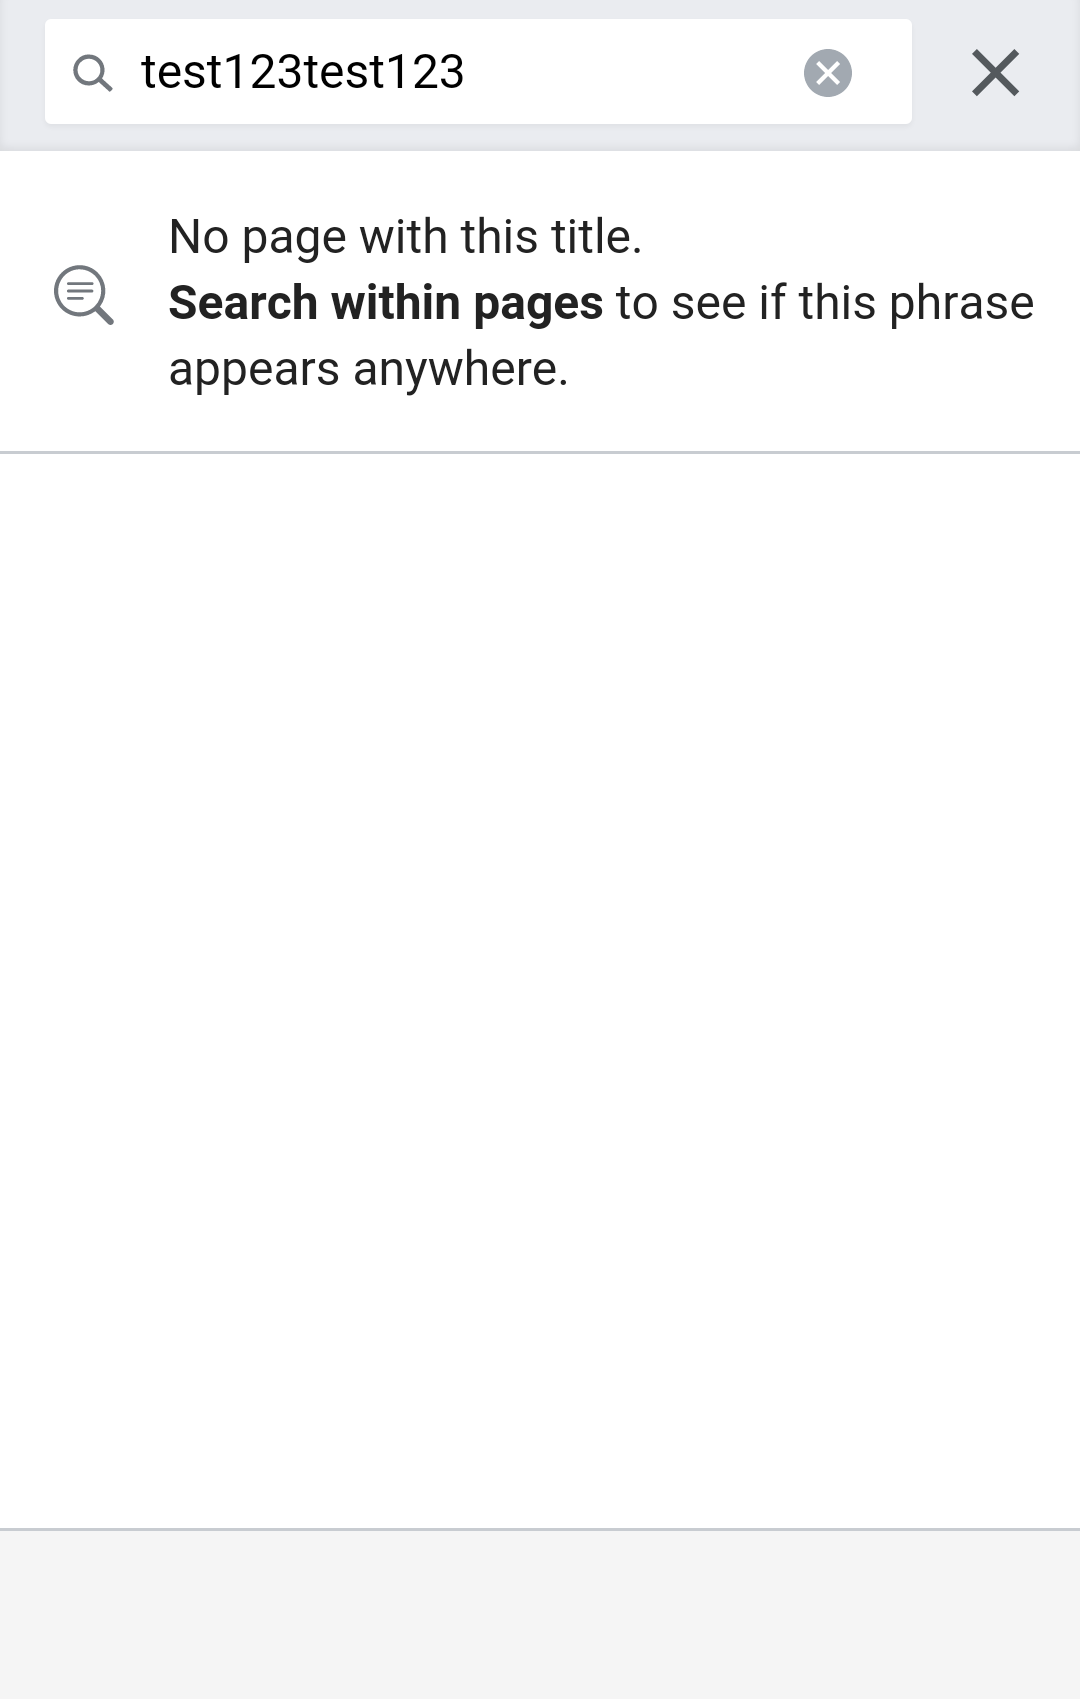 test123test123
No page with this title.
Search within pages to see if this phrase
appears anywhere.